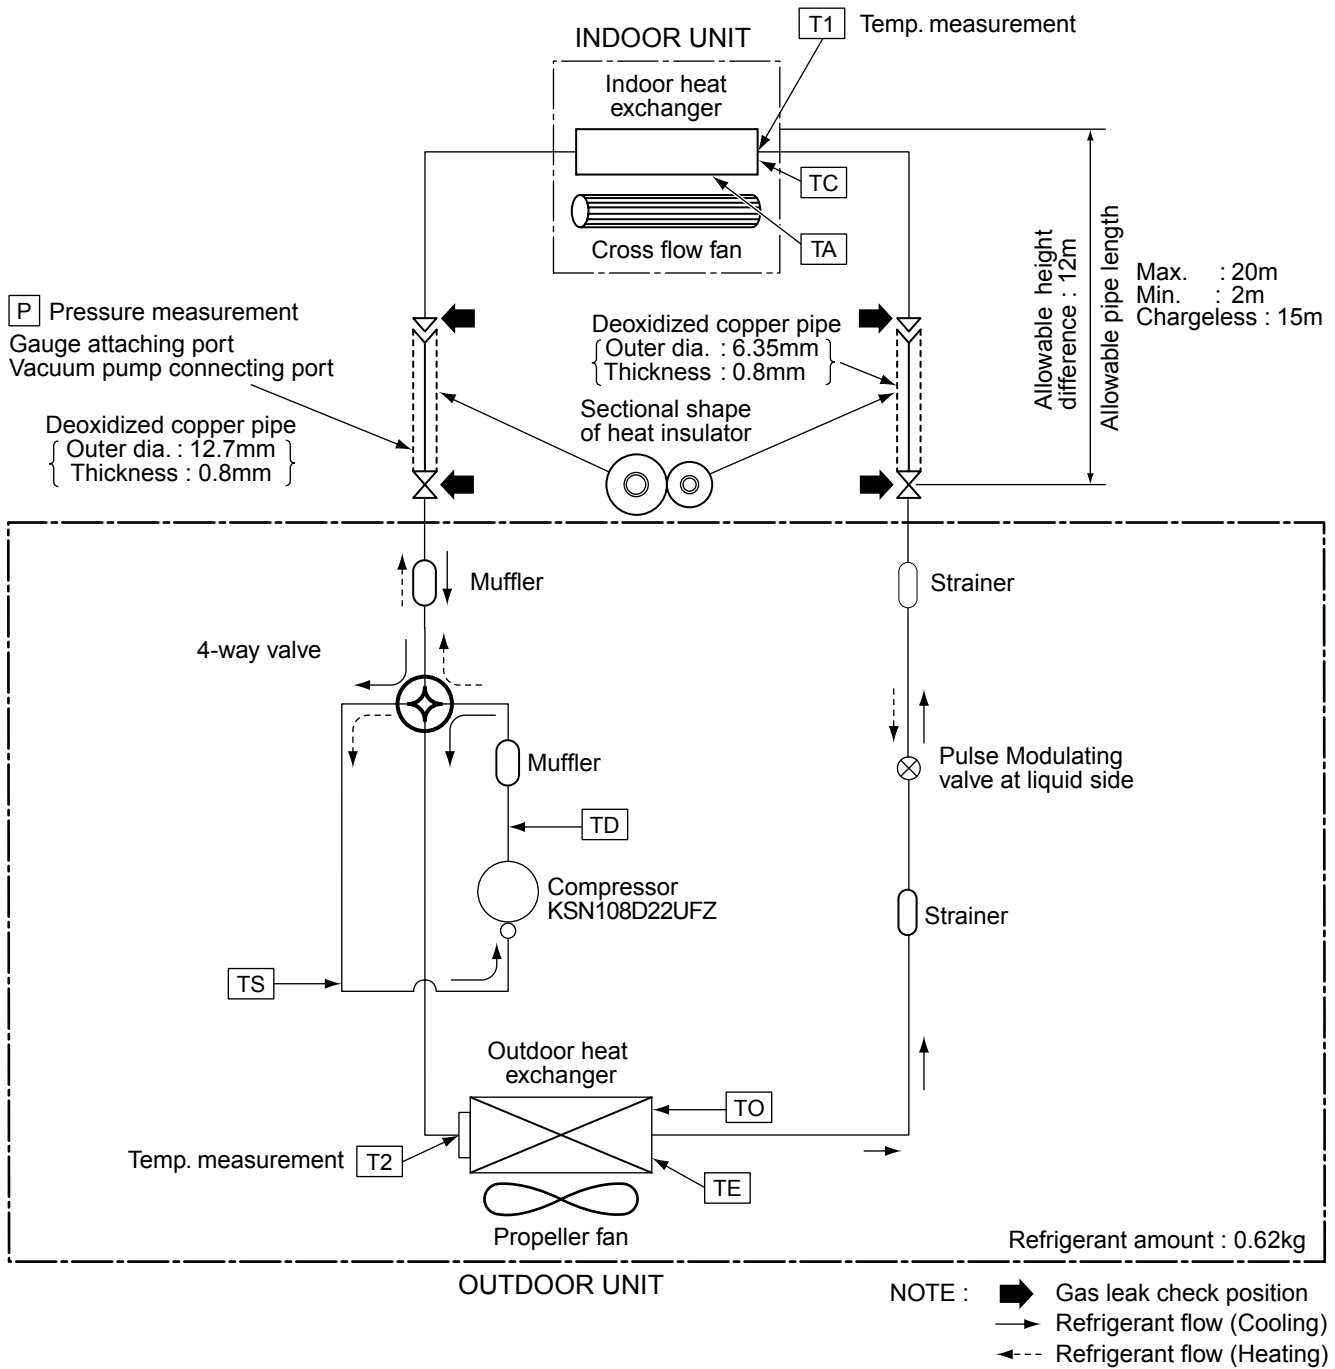 T1 Temp. measurement
INDOOR UNIT
Indoor heat
exchanger
TC
Cross flow fan
TA
Allowable height
difference : 12m
Allowable pipe length
Max. : 20m
Min. : 2m
Chargeless : 15m
P Pressure measurement
Gauge attaching port
Vacuum pump connecting port
Deoxidized copper pipe
Outer dia. : 12.7mm
Thickness : 0.8mm
Deoxidized copper pipe
Outer dia. : 6.35mm
Thickness : 0.8mm
Sectional shape
of heat insulator
Muffler
Strainer
4-way valve
Muffler
Pulse Modulating
valve at liquid side
TD
Compressor
KSN108D22UFZ
Strainer
TS
Outdoor heat
exchanger
TO
Temp. measurement T2
TE
Propeller fan
Refrigerant amount : 0.62kg
OUTDOOR UNIT
NOTE : Gas leak check position
Refrigerant flow (Cooling)
Refrigerant flow (Heating)